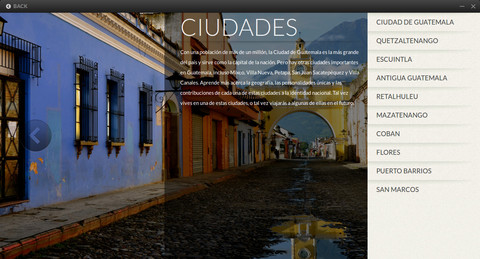 BACK
CIUDADES
Con una población de más de un millón, la Ciudad de Guatemala es la más grande
del país y sirve como la capital de la nación. Pero hay otras ciudades importantes
en Guatemala, incluso Mixco, Villa Nueva, Petapa, San Juan Sacatepéquez y Villa
Canales. Aprende más acerca la geografía, las personalidades únicas y las
contribuciones de cada una de estas ciudades a la identidad nacional. Tal vez
vives en una de estas ciudades, o tal vez viajarás a algunas de ellas en el futuro.
CIUDAD DE GUATEMALA
QUETZALTENANGO
ESCUINTLA
ANTIGUA GUATEMALA
RETALHULEU
MAZATENANGO
COBAN
FLORES
PUERTO BARRIOS
SAN MARCOS